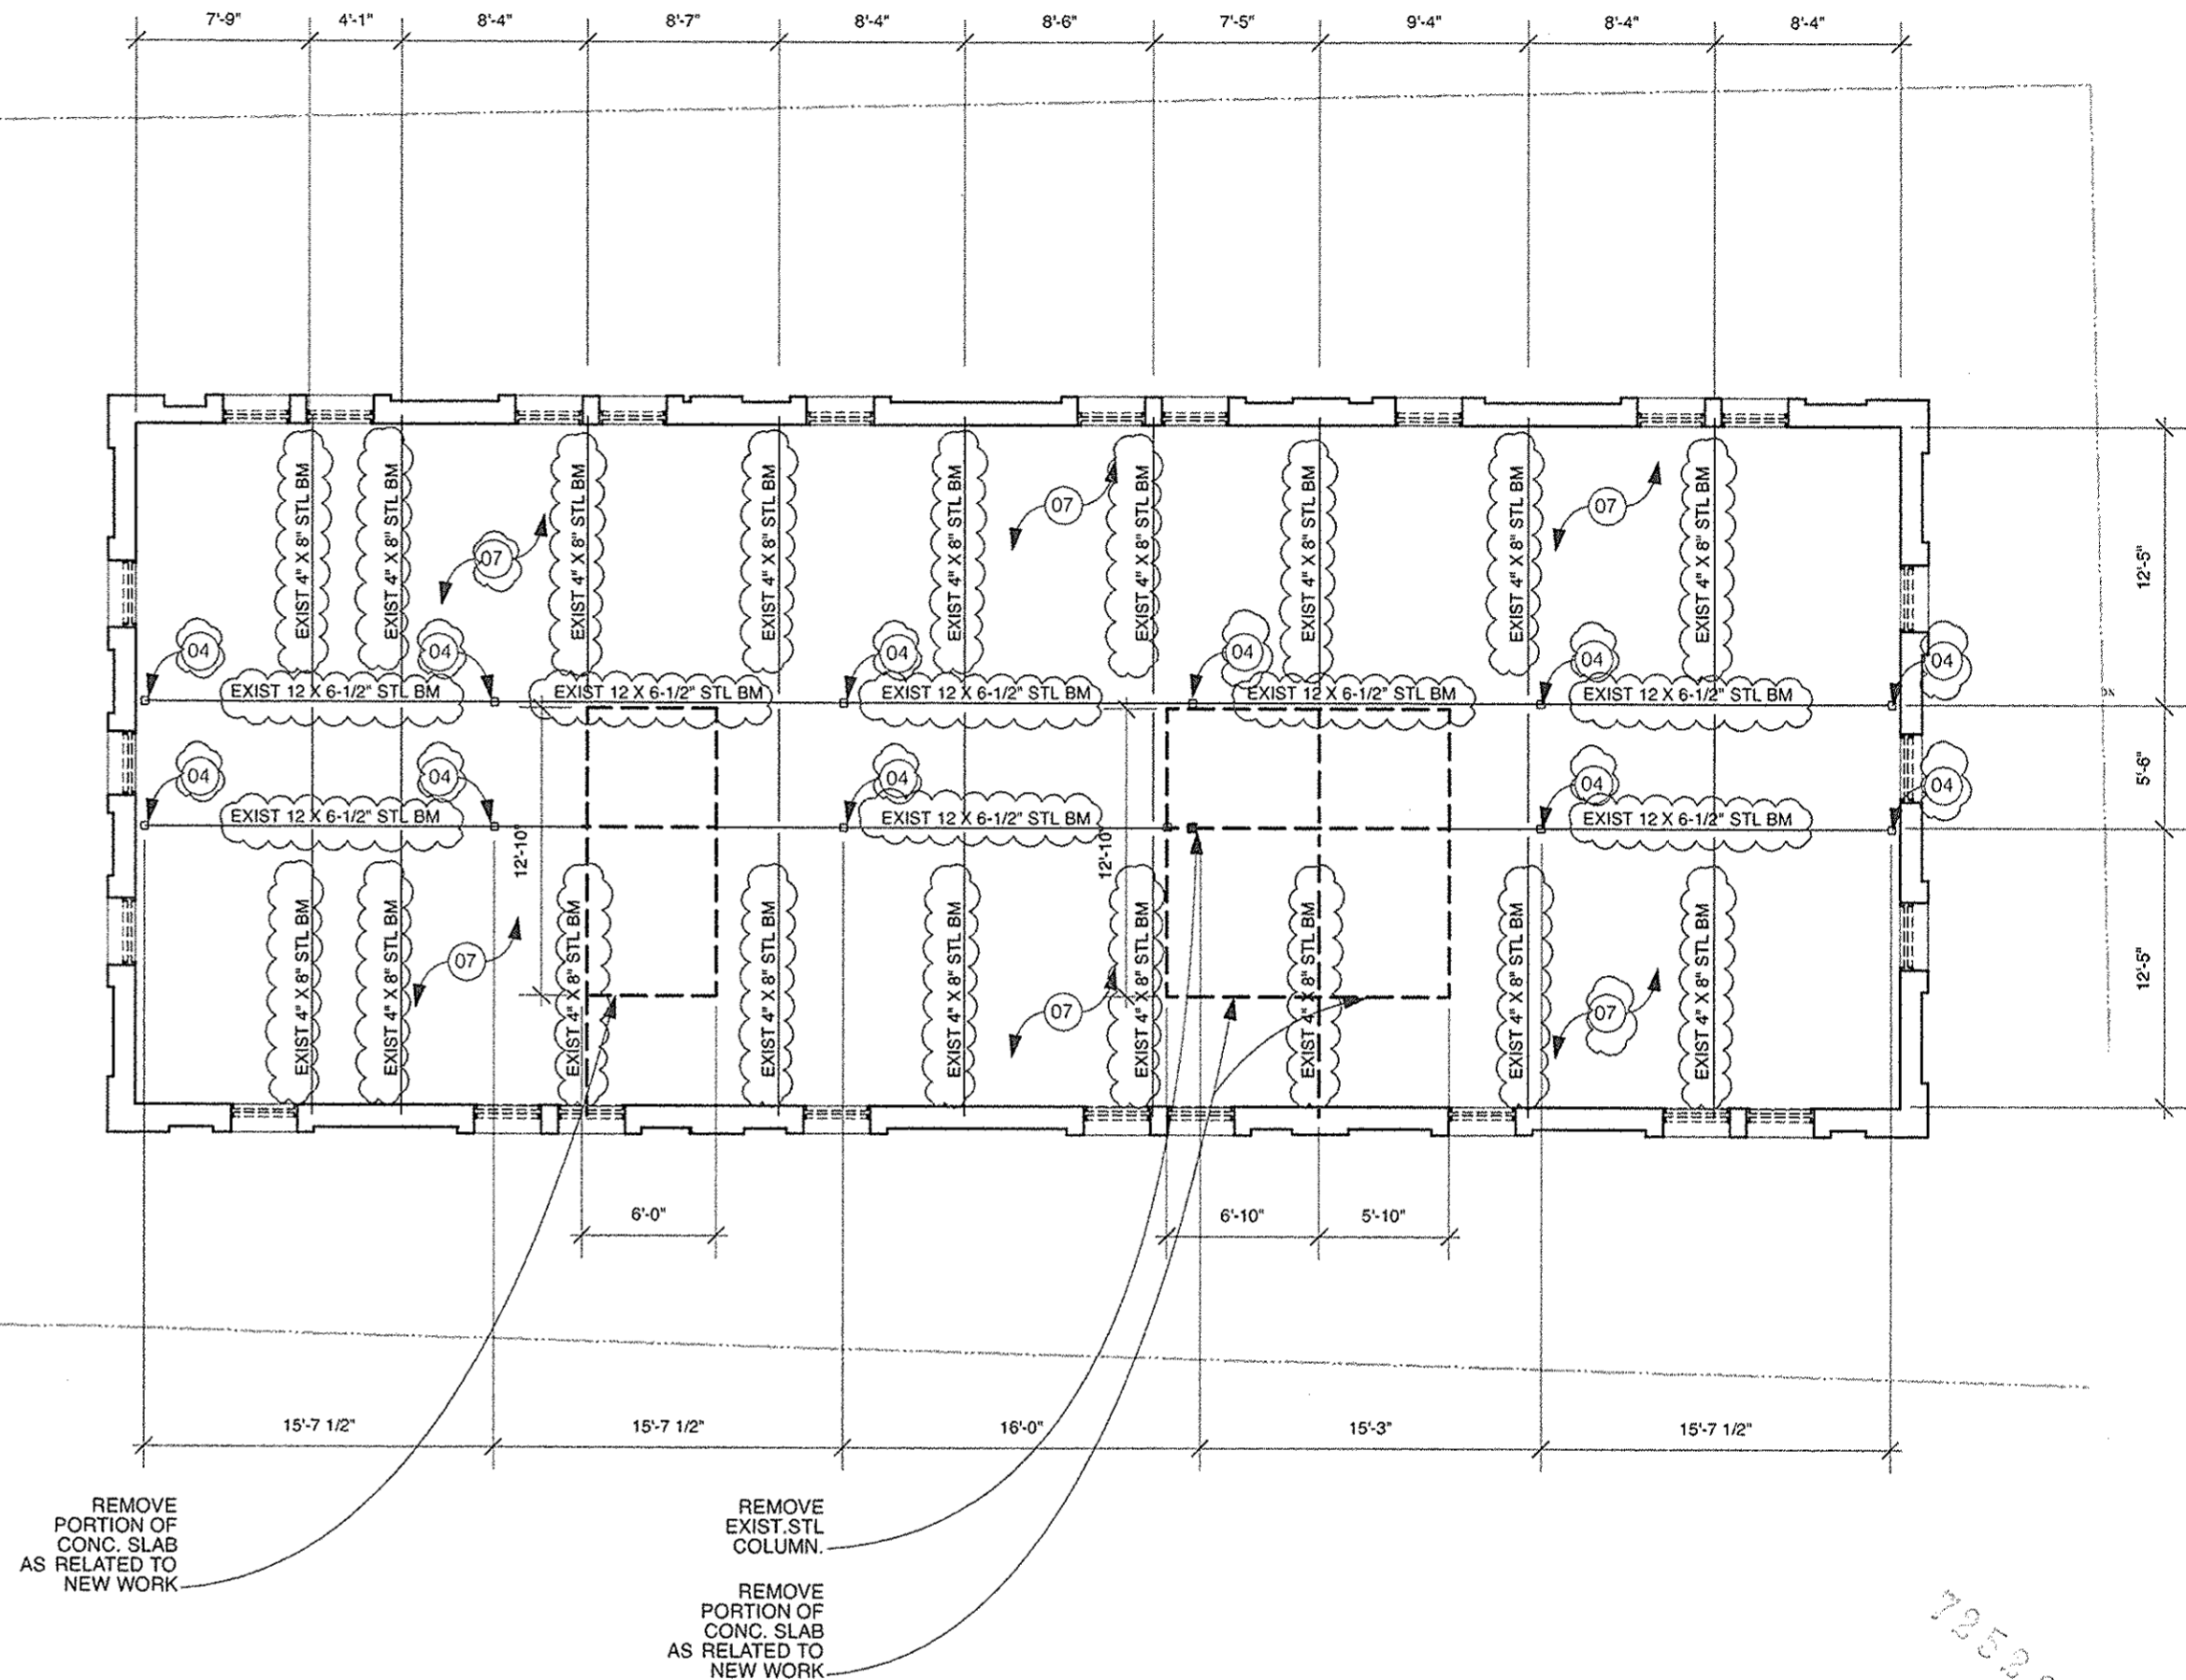 7'-9"
4'-1"
8'-4"
8'-7"
8'-4"
8'-6"
7'-5"
9'-4"
8'-4"
8'-4"
EXIST 4" X 8" STL BM
EXIST 4" X 8" STL BM
EXIST 4" X 8" STL BM
EXIST 4" X 8" STL BM
EXIST 4" X 8" STL BM
EXIST 4" X 8" STL BM
EXIST 4" X 8" STL BM
EXIST 4" X 8" STL BM
EXIST 4" X 8" STL BM
07
07
07
12'-5"
04
04
04
04
04
04
EXIST 12 X 6-1/2" STL BM
EXIST 12 X 6-1/2" STL BM
EXIST 12 X 6-1/2" STL BM
EXIST 12 X 6-1/2" STL BM
EXIST 12 X 6-1/2" STL BM
DN
5'-6"
04
04
04
04
04
EXIST 12 X 6-1/2" STL BM
EXIST 12 X 6-1/2" STL BM
EXIST 12 X 6-1/2" STL BM
12'-10"
12'-10"
EXIST 4" X 8" STL BM
EXIST 4" X 8" STL BM
EXIST 4" X 8" STL BM
EXIST 4" X 8" STL BM
EXIST 4" X 8" STL BM
EXIST 4" X 8" STL BM
EXIST 4" X 8" STL BM
EXIST 4" X 8" STL BM
EXIST 4" X 8" STL BM
07
07
07
12'-5"
6'-0"
6'-10"
5'-10"
15'-7 1/2"
15'-7 1/2"
16'-0"
15'-3"
15'-7 1/2"
REMOVE
PORTION OF
CONC. SLAB
AS RELATED TO
NEW WORK
REMOVE
EXIST.STL
COLUMN.
REMOVE
PORTION OF
CONC. SLAB
AS RELATED TO
NEW WORK